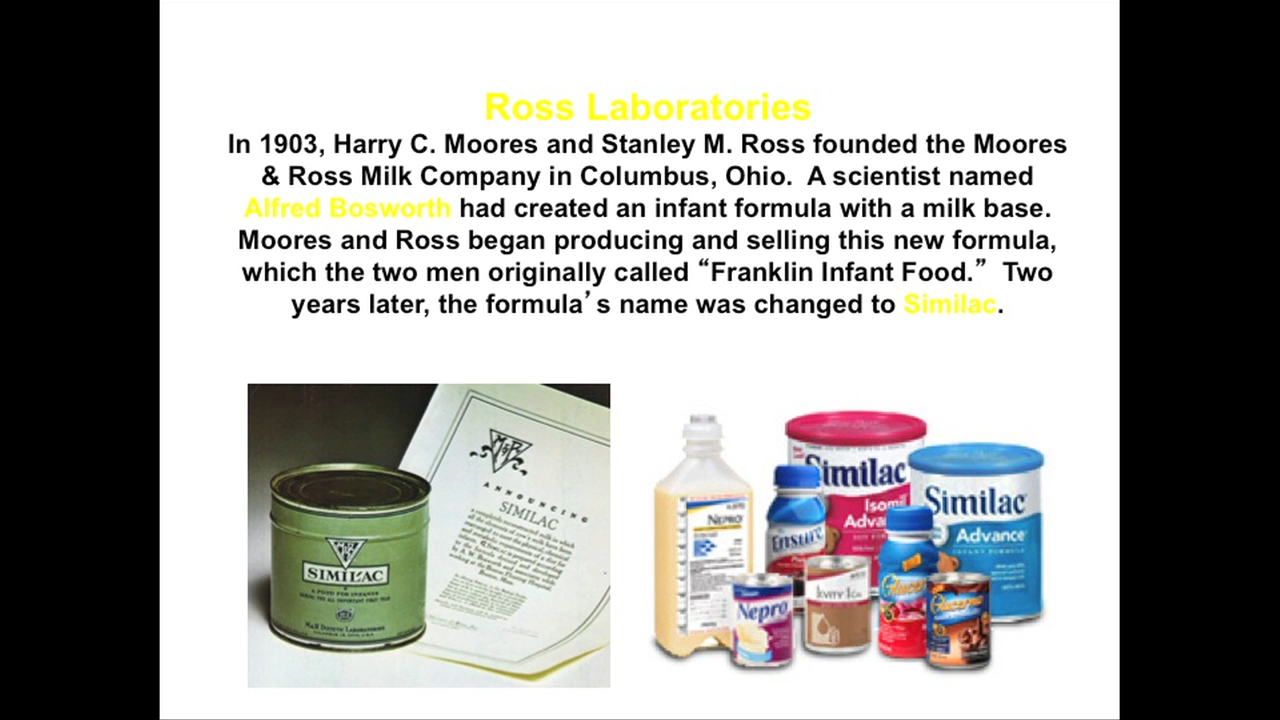 Ross Laboratories
In 1903, Harry C. Moores and Stanley M. Ross founded the Moores
& Ross Milk Company in Columbus, Ohio. A scientist named
Alfred Bosworth had created an infant formula with a milk base.
Moores and Ross began producing and selling this new formula,
which the two men originally called “Franklin Infant Food.” Two
years later, the formula’s name was changed to Similac.
M&R
ANNOUNCING
SIMILAC
M&R
SIMILAC
A FOOD FOR INFANTS
M&R Dietetic Laboratories
Similac
Isomil
Advance
Similac
Advance
INFANT FORMULA
NEPRO
Ensure
Nepro
Jevity
Glucerna
Glucerna